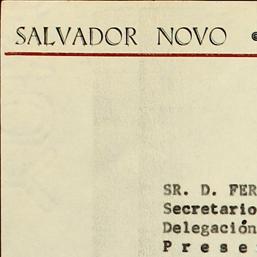 SALVADOR NOVO
SR. D. FER
Secretario
Delegación
Prese